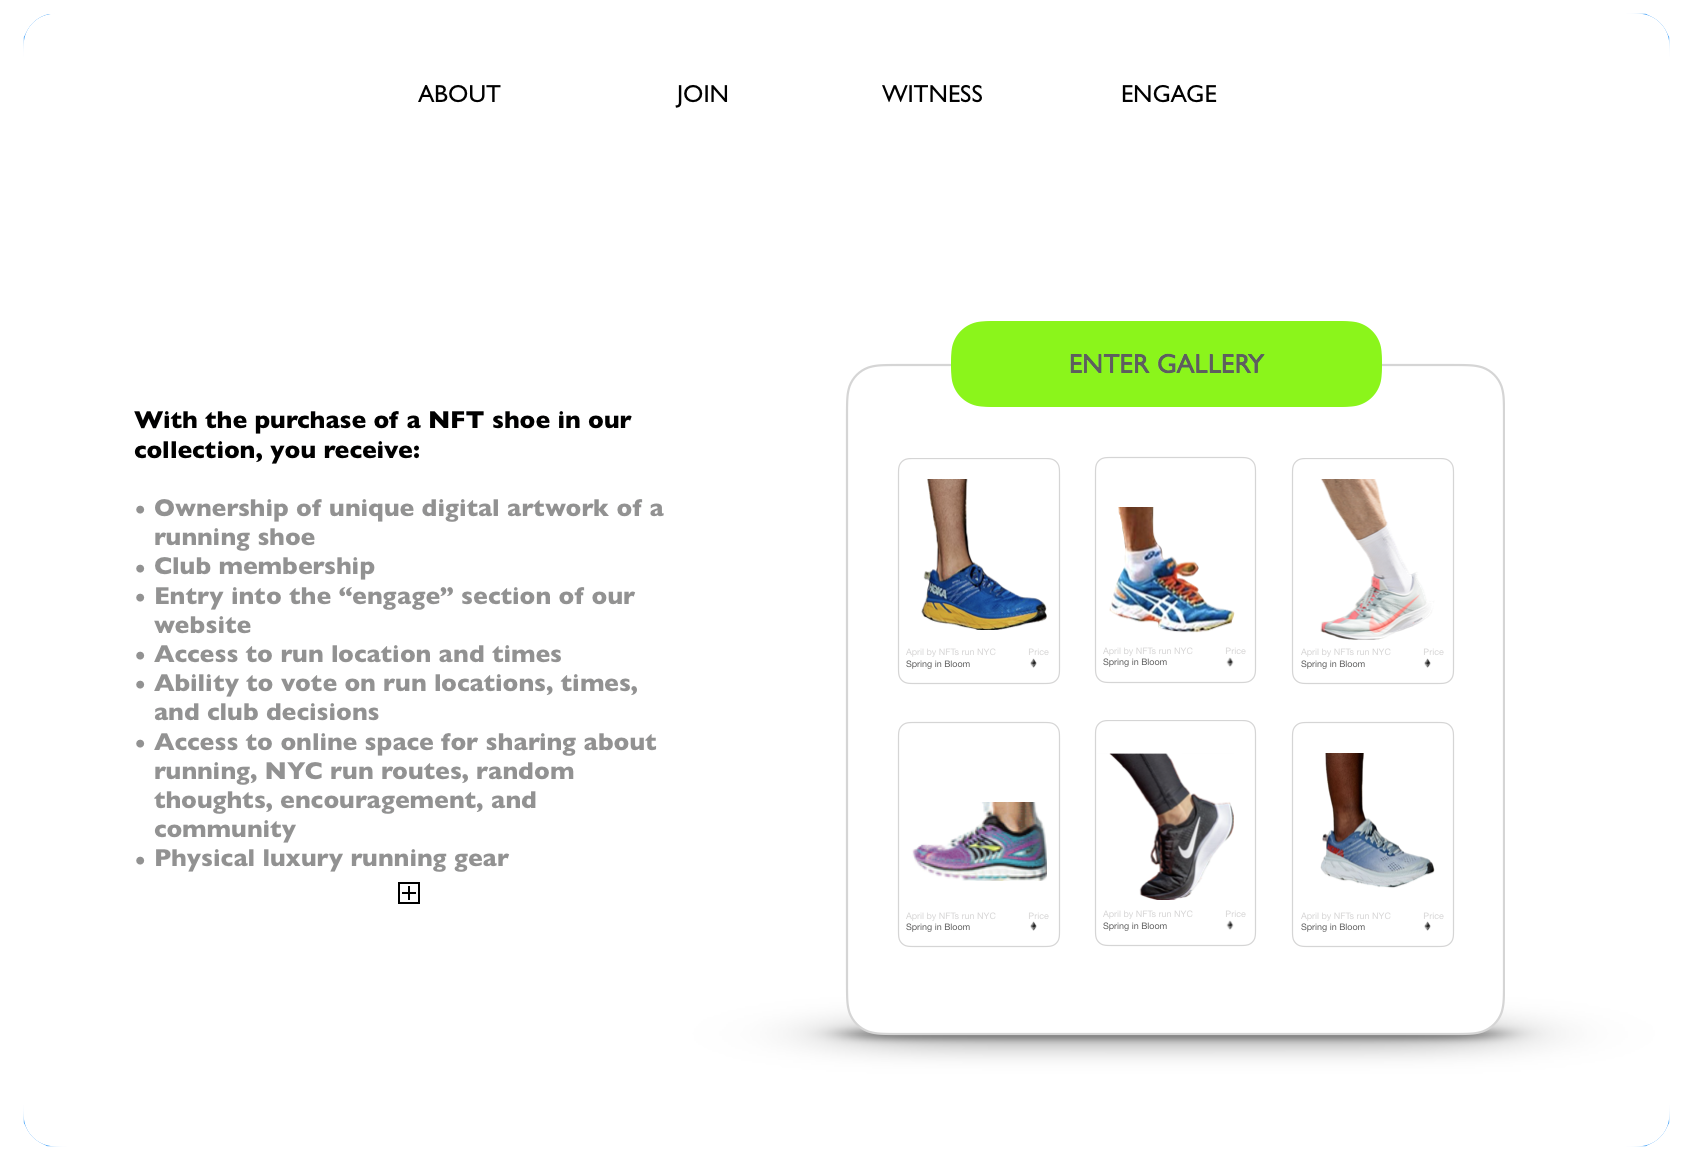 ABOUT
JOIN
WITNESS
ENGAGE
ENTER GALLERY
With the purchase of a NFT shoe in our
collection, you receive:
• Ownership of unique digital artwork of a
running shoe
• Club membership
• Entry into the “engage” section of our
website
• Access to run location and times
• Ability to vote on run locations, times,
and club decisions
• Access to online space for sharing about
running, NYC run routes, random
thoughts, encouragement, and
community
• Physical luxury running gear
HOKA
April by NFTs run NYC Price
Spring in Bloom
April by NFTs run NYC Price
Spring in Bloom
April by NFTs run NYC Price
Spring in Bloom
April by NFTs run NYC Price
Spring in Bloom
April by NFTs run NYC Price
Spring in Bloom
April by NFTs run NYC Price
Spring in Bloom